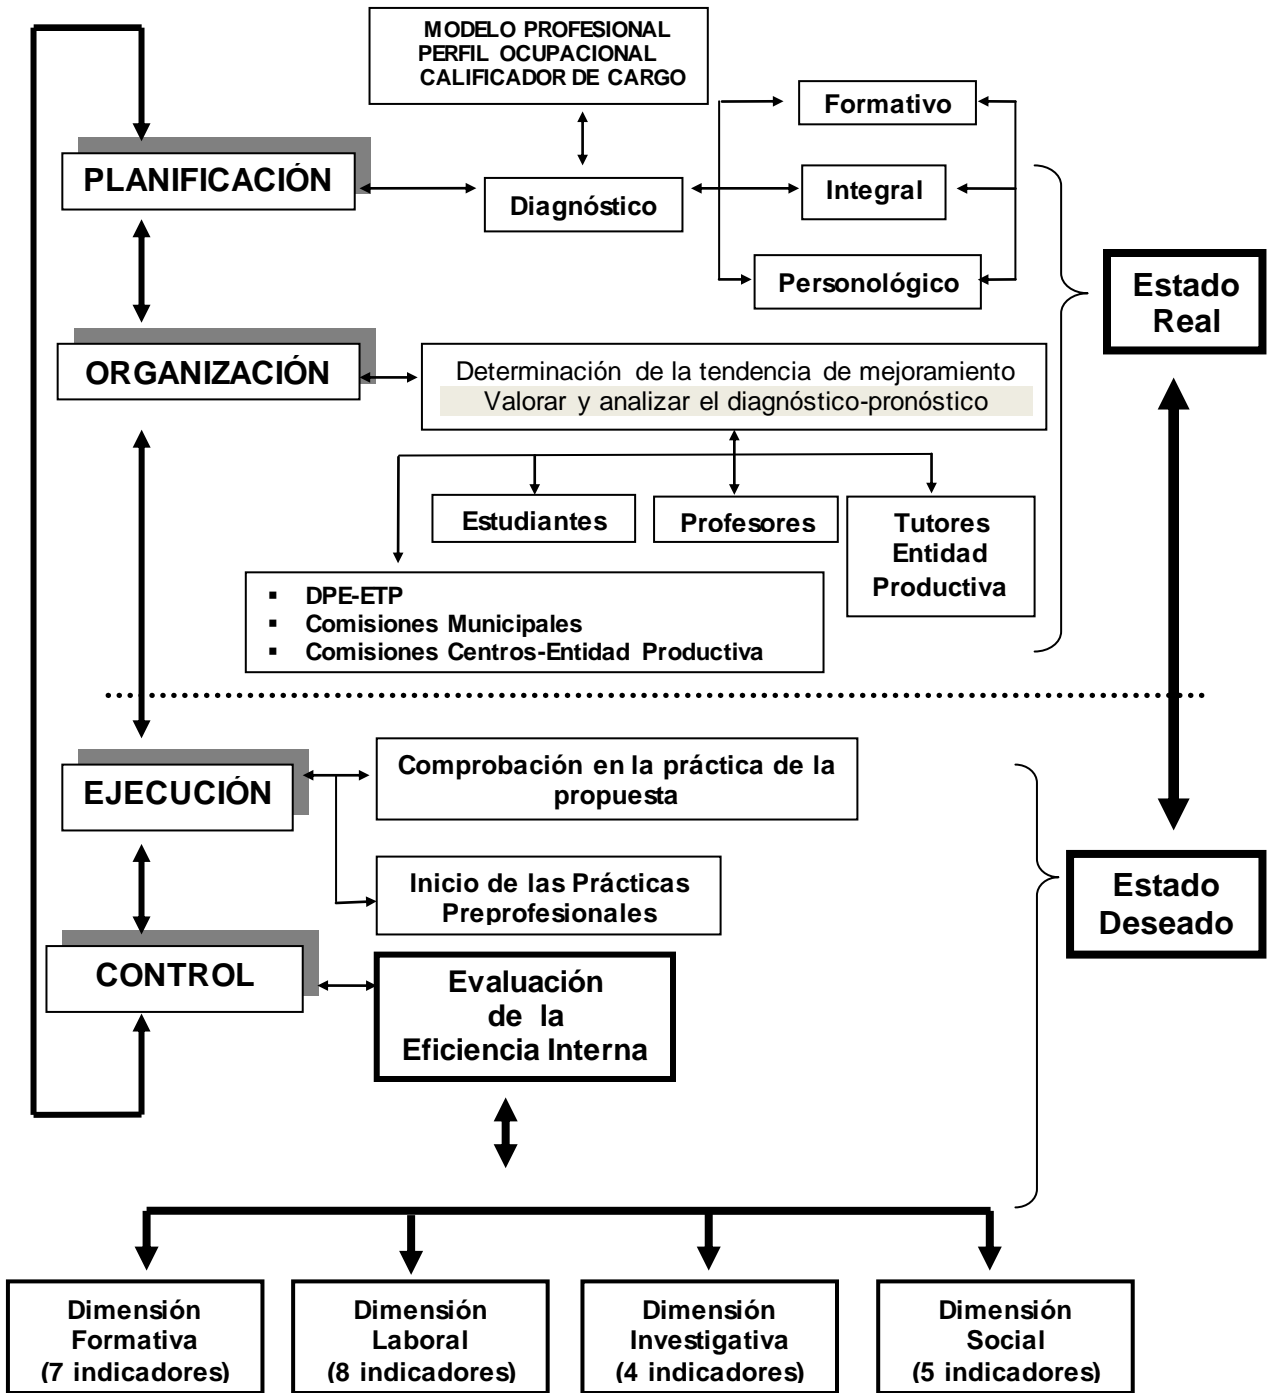 MODELO PROFESIONAL
PERFIL OCUPACIONAL
CALIFICADOR DE CARGO
Formativo
PLANIFICACIÓN
Diagnóstico
Integral
Personológico
Estado
Real
ORGANIZACIÓN
Determinación de la tendencia de mejoramiento
Valorar y analizar el diagnóstico-pronóstico
Estudiantes
Profesores
Tutores
Entidad
Productiva
▪ DPE-ETP
▪ Comisiones Municipales
▪ Comisiones Centros-Entidad Productiva
EJECUCIÓN
Comprobación en la práctica de la
propuesta
Inicio de las Prácticas
Preprofesionales
Estado
Deseado
CONTROL
Evaluación
de la
Eficiencia Interna
Dimensión
Formativa
(7 indicadores)
Dimensión
Laboral
(8 indicadores)
Dimensión
Investigativa
(4 indicadores)
Dimensión
Social
(5 indicadores)